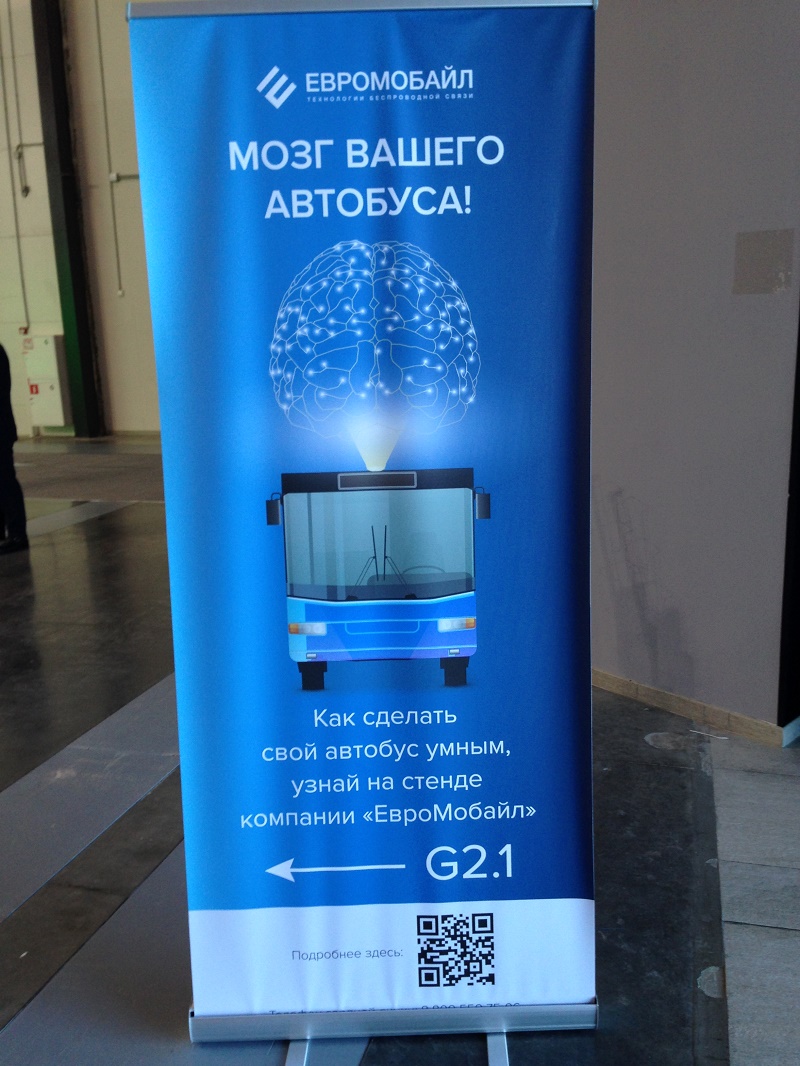 ЕВРОМОБАЙЛ
ТЕХНОЛОГИИ БЕСПРОВОДНОЙ СВЯЗИ
МОЗГ ВАШЕГО
АВТОБУСА!
Как сделать
свой автобус умным,
узнай на стенде
компании «ЕвроМобайл»
G2.1
Подробнее здесь: